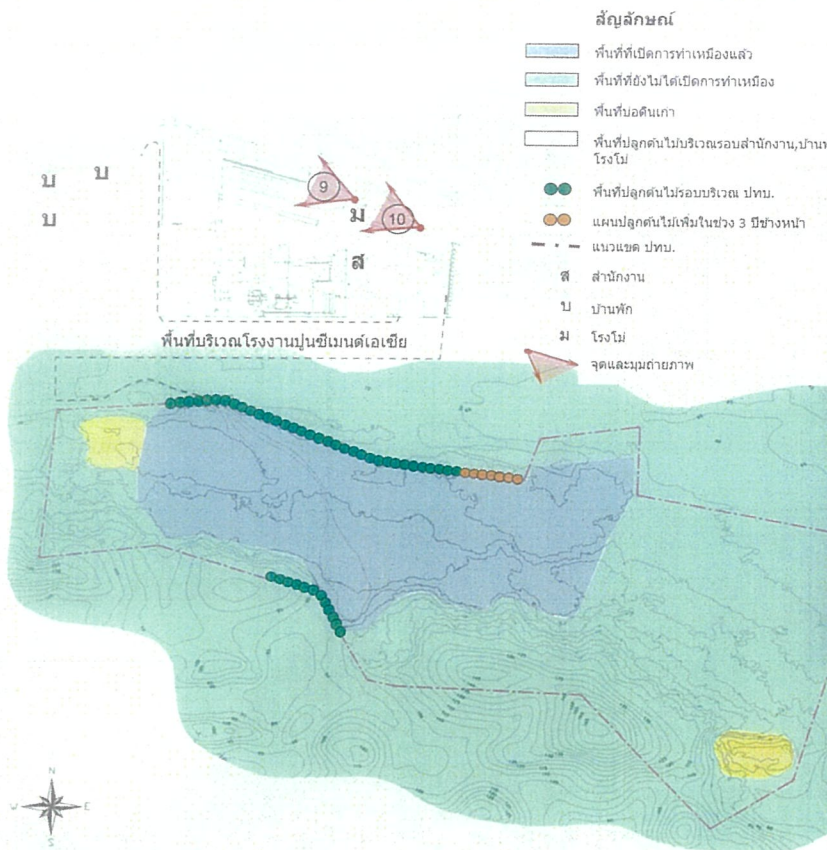 สัญลักษณ์
พื้นที่ที่เปิดการทำเหมืองแล้ว
พื้นที่ที่ยังไม่ได้เปิดการทำเหมือง
พื้นที่บ่อดินเก่า
พื้นที่ปลูกต้นไม้บริเวณรอบสำนักงาน,บ้านพ
โรงโม่
พื้นที่ปลูกต้นไม้รอบบริเวณ ปทบ.
แผนปลูกต้นไม้เพิ่มในช่วง 3 ปีข้างหน้า
แนวเขต ปทบ.
ส สำนักงาน
บ บ้านพัก
ม โรงโม่
จุดและมุมถ่ายภาพ
บ บ
บ
9
ม
10
ส
พื้นที่บริเวณโรงงานปูนซีเมนต์เอเซีย
N
W E
S